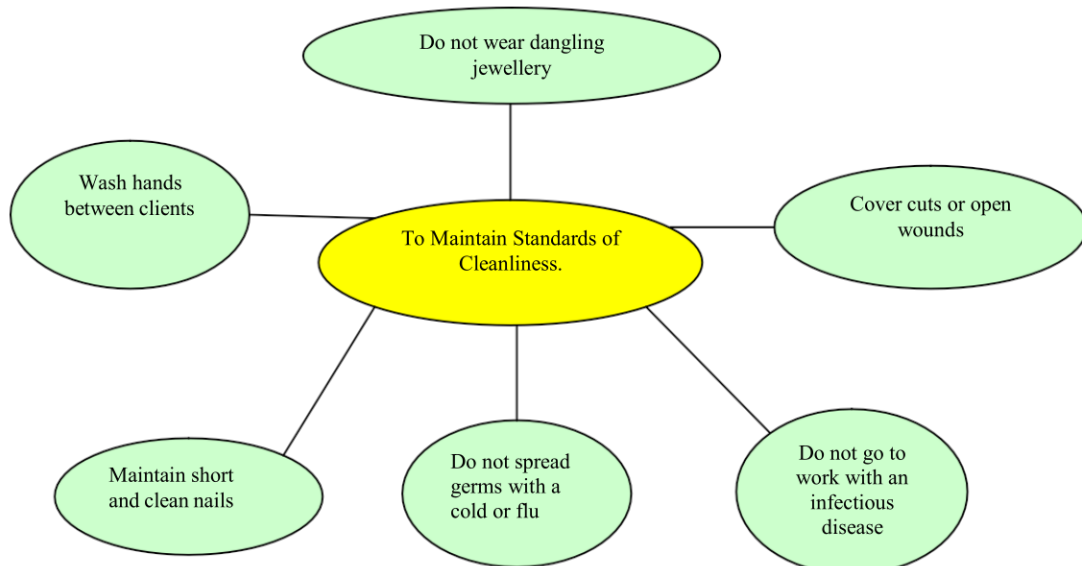 Do not wear dangling
jewellery
Wash hands
between clients
Cover cuts or open
wounds
To Maintain Standards of
Cleanliness.
Maintain short
and clean nails
Do not spread
germs with a
cold or flu
Do not go to
work with an
infectious
disease